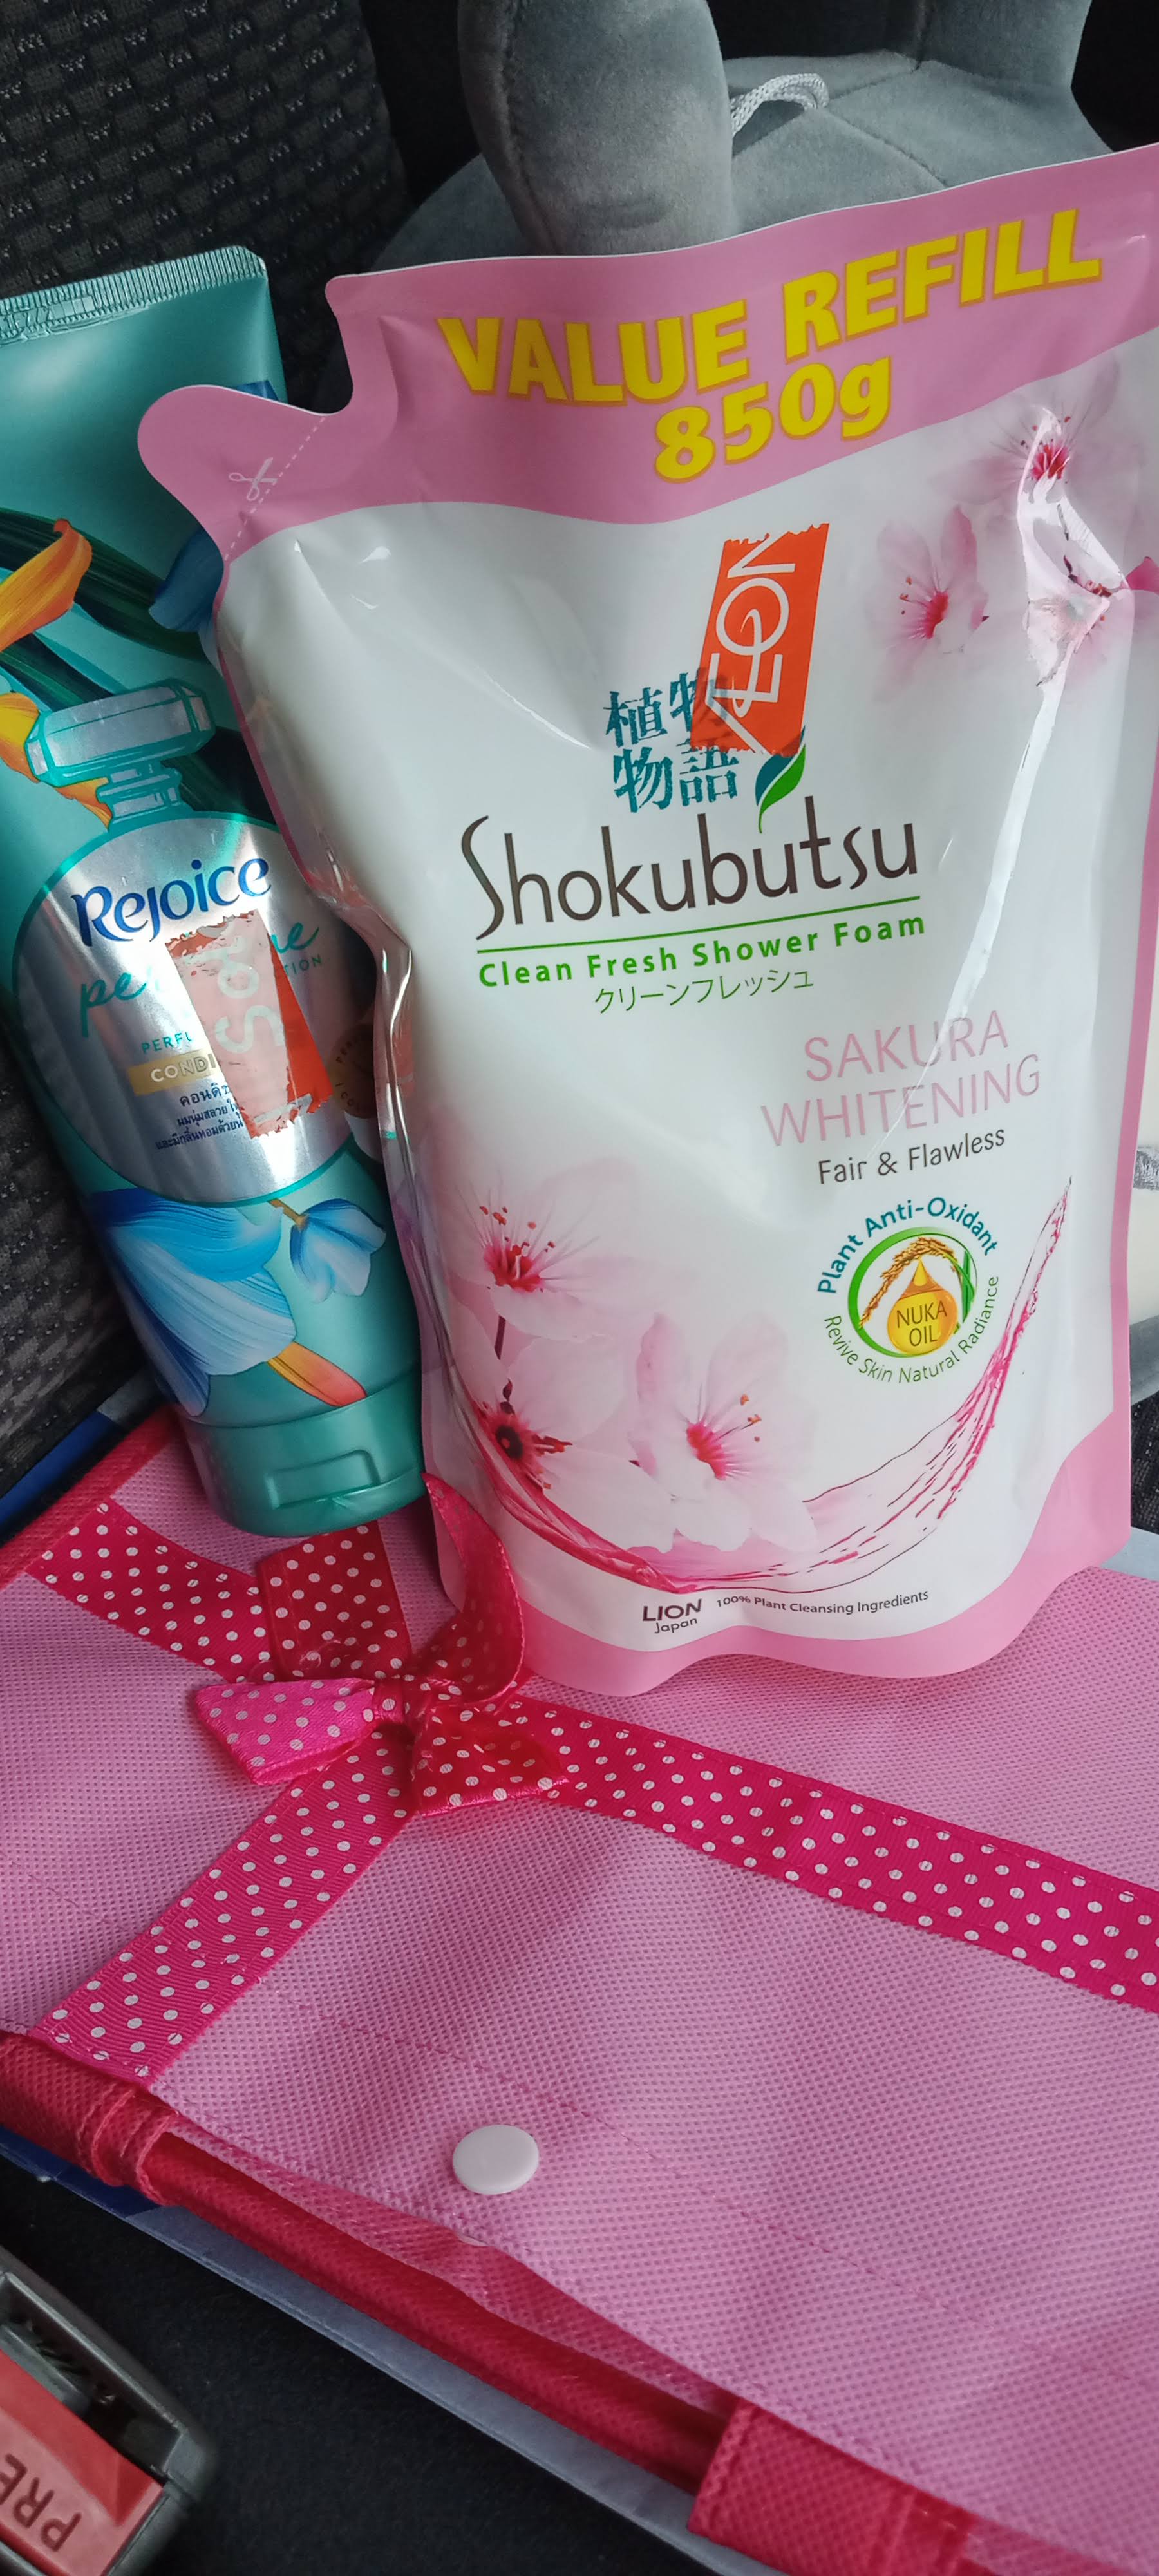 VALUE REFILL
850g
植物
物語
Shokubutsu
Clean Fresh Shower Foam
クリーンフレッシュ
SAKURA
WHITENING
Fair & Flawless
Plant Anti-Oxidant
NUKA
OIL
Revive Skin Natural Radiance
LION
Japan
100% Plant Cleansing Ingredients
Rejoice
PRE